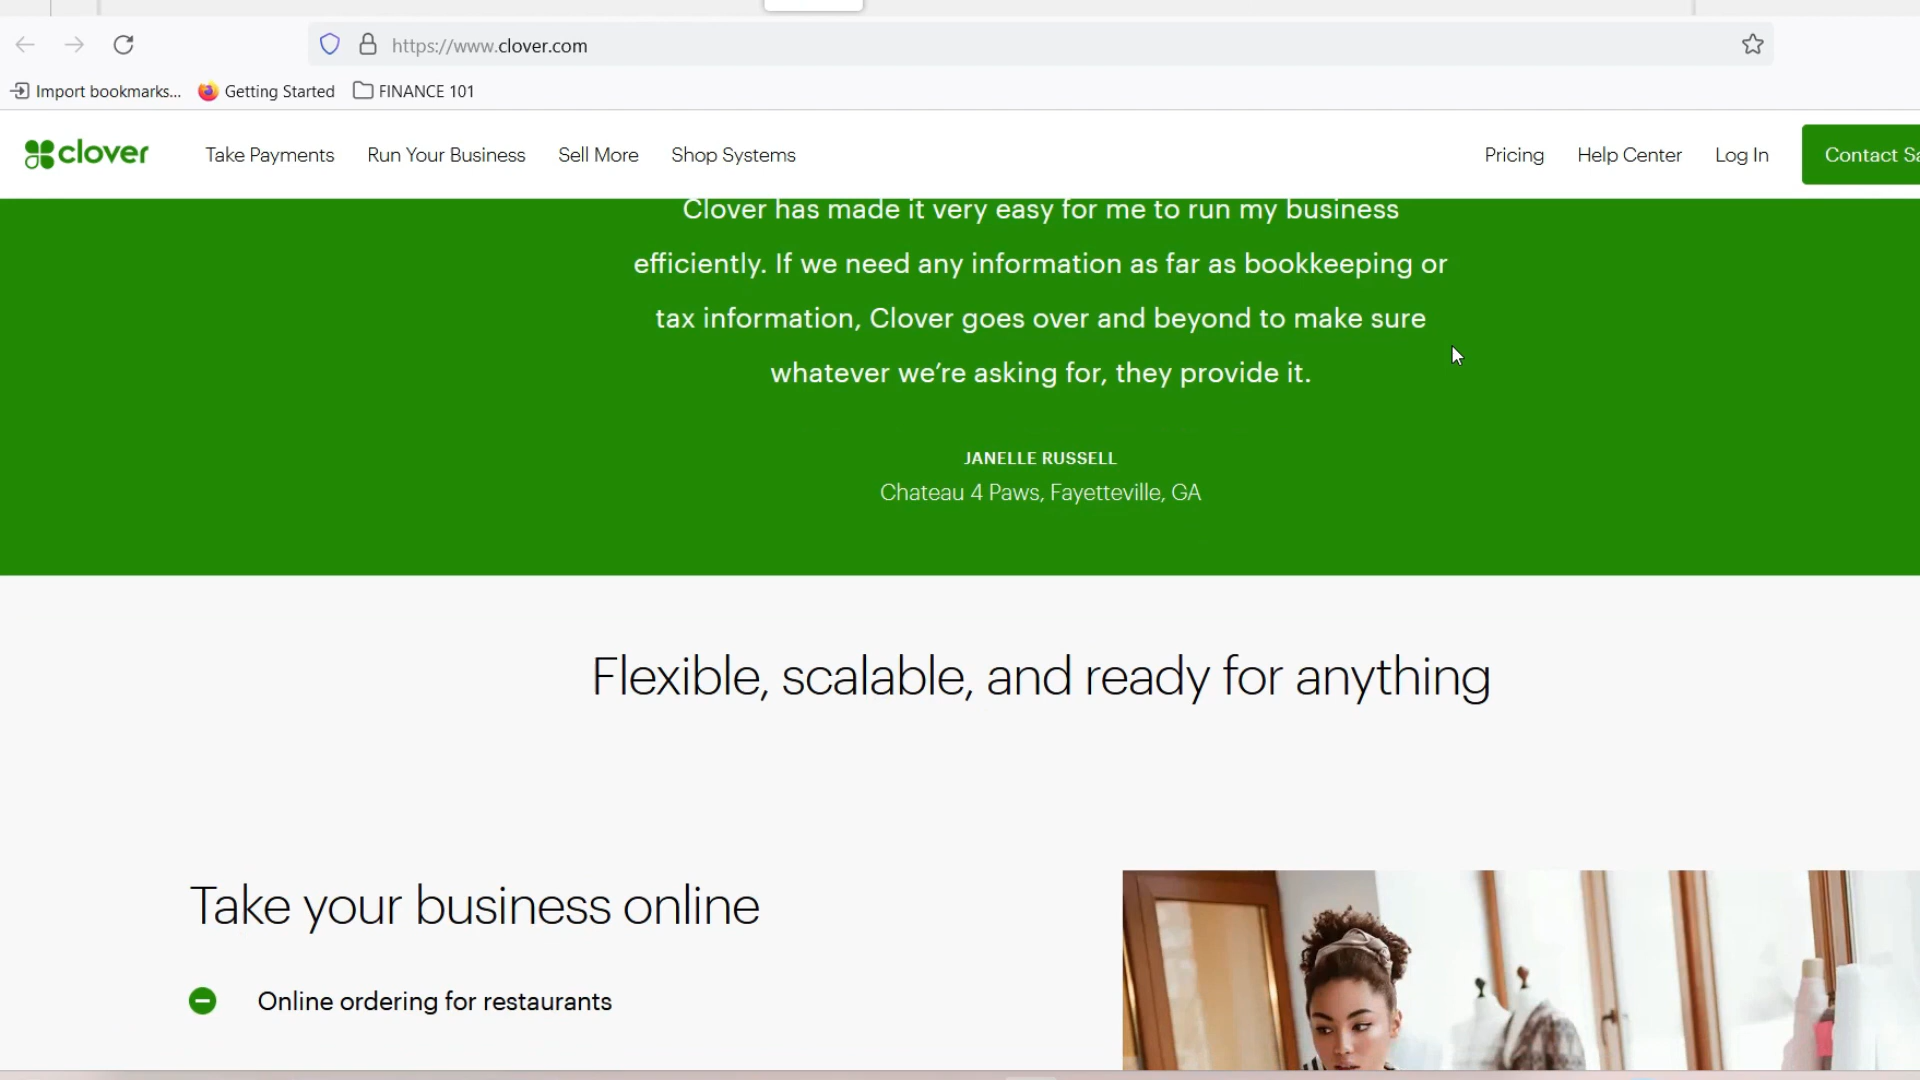 https://www.clover.com
Import bookmarks... Getting Started FINANCE 101
clover Take Payments Run Your Business Sell More Shop Systems Pricing Help Center Log In Contact Sa
Clover has made it very easy for me to run my business
efficiently. If we need any information as far as bookkeeping or
tax information, Clover goes over and beyond to make sure
whatever we’re asking for, they provide it.
JANELLE RUSSELL
Chateau 4 Paws, Fayetteville, GA
Flexible, scalable, and ready for anything
Take your business online
Online ordering for restaurants